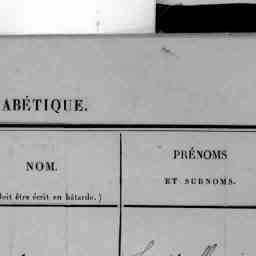 ABÉTIQUE.
NOM.
PRÉNOMS
ET SURNOMS.
doit être écrit en bâtarde.)